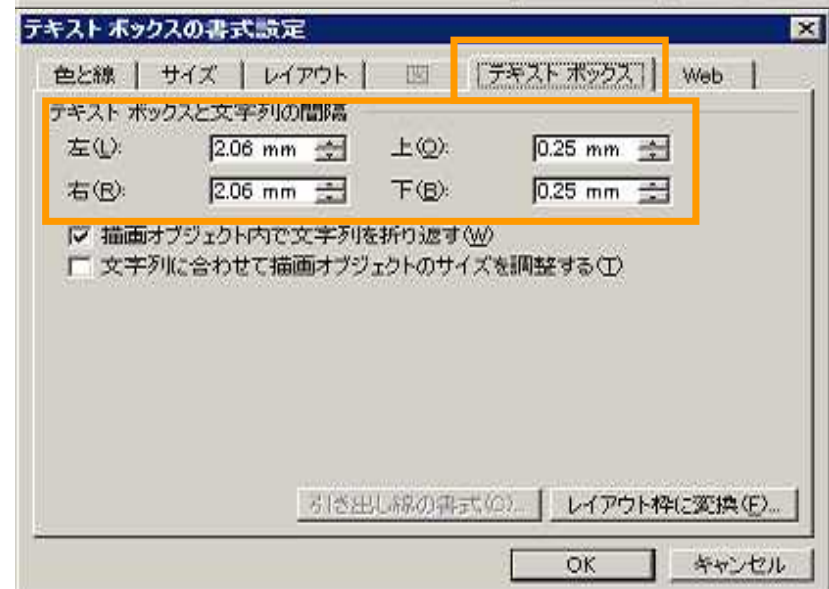 テキスト ボックスの書式設定
色と線 サイズ レイアウト 図 テキスト ボックス Web
テキスト ボックスと文字列の間隔
左(L): 2.06 mm 上(O): 0.25 mm
右(R): 2.06 mm 下(B): 0.25 mm
描画オブジェクト内で文字列を折り返す(W)
文字列に合わせて描画オブジェクトのサイズを調整する(T)
引き出し線の書式(O)... レイアウト枠に変換(F)...
OK キャンセル